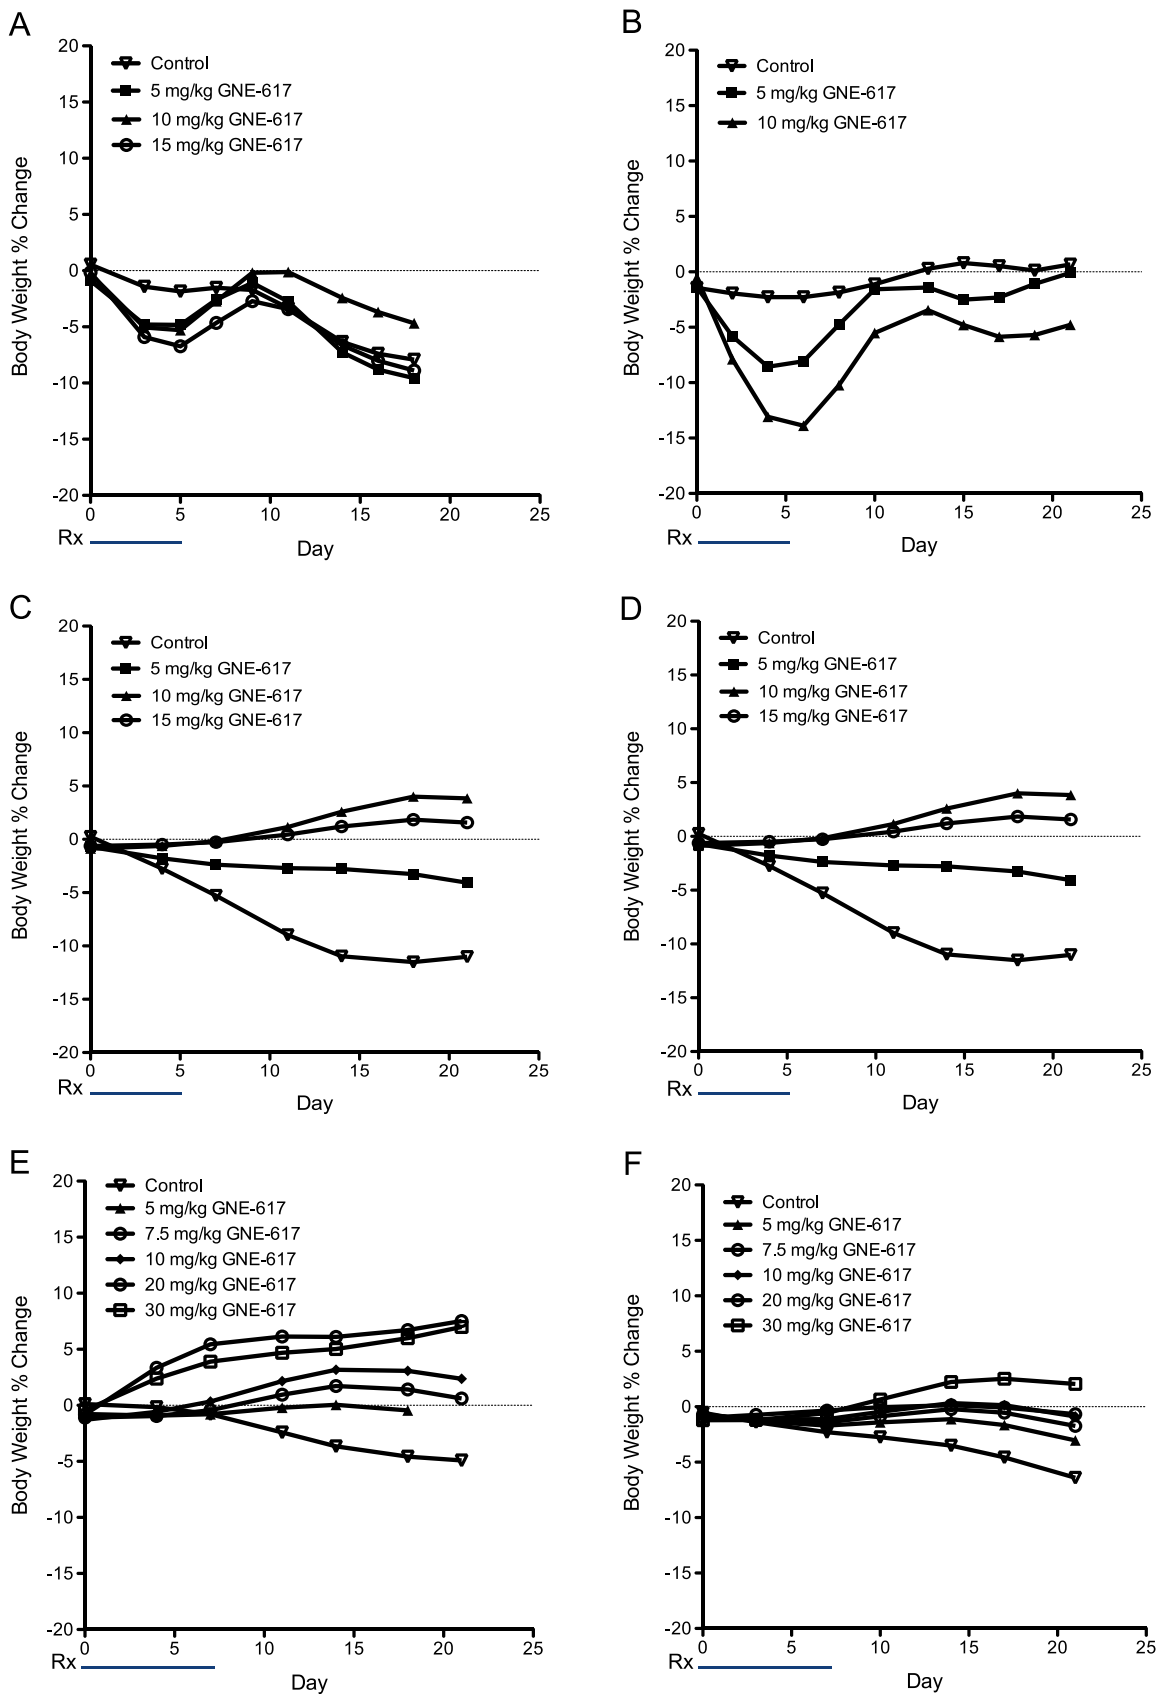 A
Body Weight % Change
20
15
10
5
0
-5
-10
-15
-20
Control
5 mg/kg GNE-617
10 mg/kg GNE-617
15 mg/kg GNE-617
0 5 10 15 20 25
Rx
Day
B
Body Weight % Change
20
15
10
5
0
-5
-10
-15
-20
Control
5 mg/kg GNE-617
10 mg/kg GNE-617
0 5 10 15 20 25
Rx
Day
C
Body Weight % Change
20
15
10
5
0
-5
-10
-15
-20
Control
5 mg/kg GNE-617
10 mg/kg GNE-617
15 mg/kg GNE-617
0 5 10 15 20 25
Rx
Day
D
Body Weight % Change
20
15
10
5
0
-5
-10
-15
-20
Control
5 mg/kg GNE-617
10 mg/kg GNE-617
15 mg/kg GNE-617
0 5 10 15 20 25
Rx
Day
E
Body Weight % Change
20
15
10
5
0
-5
-10
-15
-20
Control
5 mg/kg GNE-617
7.5 mg/kg GNE-617
10 mg/kg GNE-617
20 mg/kg GNE-617
30 mg/kg GNE-617
0 5 10 15 20 25
Rx
Day
F
Body Weight % Change
20
15
10
5
0
-5
-10
-15
-20
Control
5 mg/kg GNE-617
7.5 mg/kg GNE-617
10 mg/kg GNE-617
20 mg/kg GNE-617
30 mg/kg GNE-617
0 5 10 15 20 25
Rx
Day